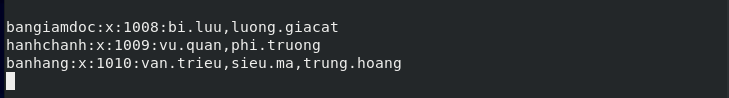 bangiamdoc:x:1008:bi.luu,luong.giacat
hanhchanh:x:1009:vu.quan,phi.truong
banhang:x:1010:van.trieu,sieu.ma,trung.hoang